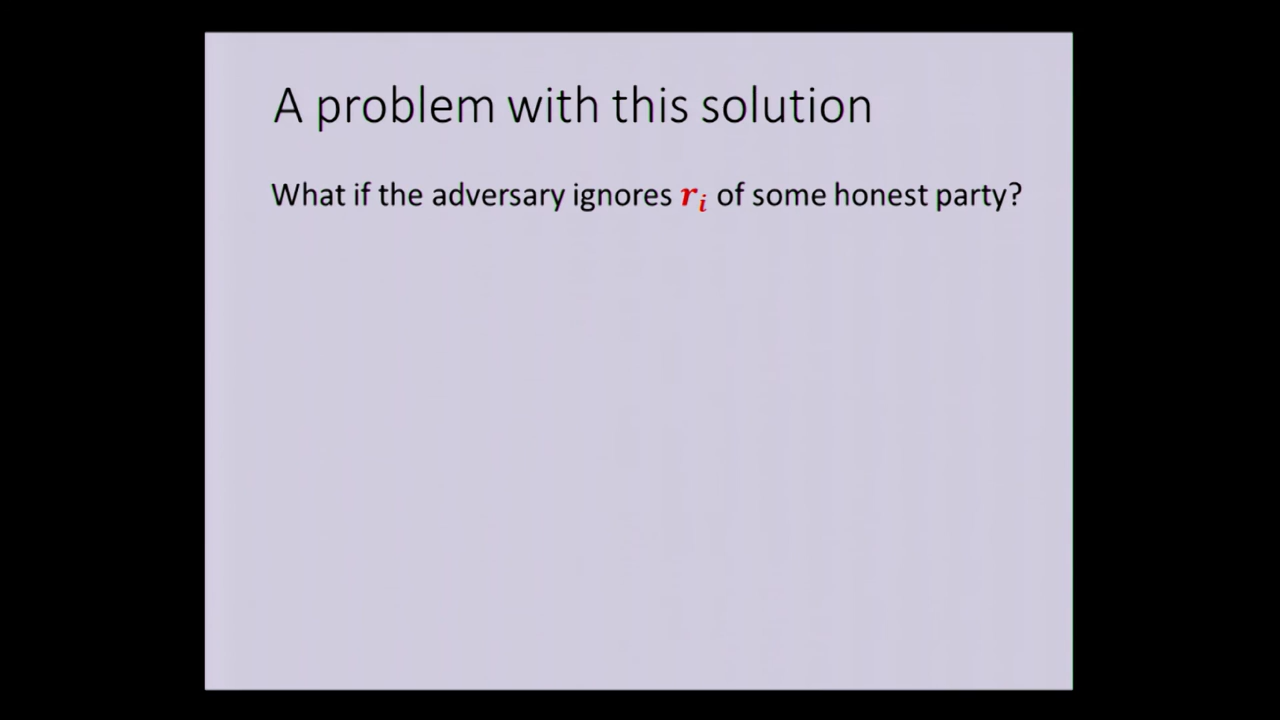 A problem with this solution
What if the adversary ignores r_i of some honest party?